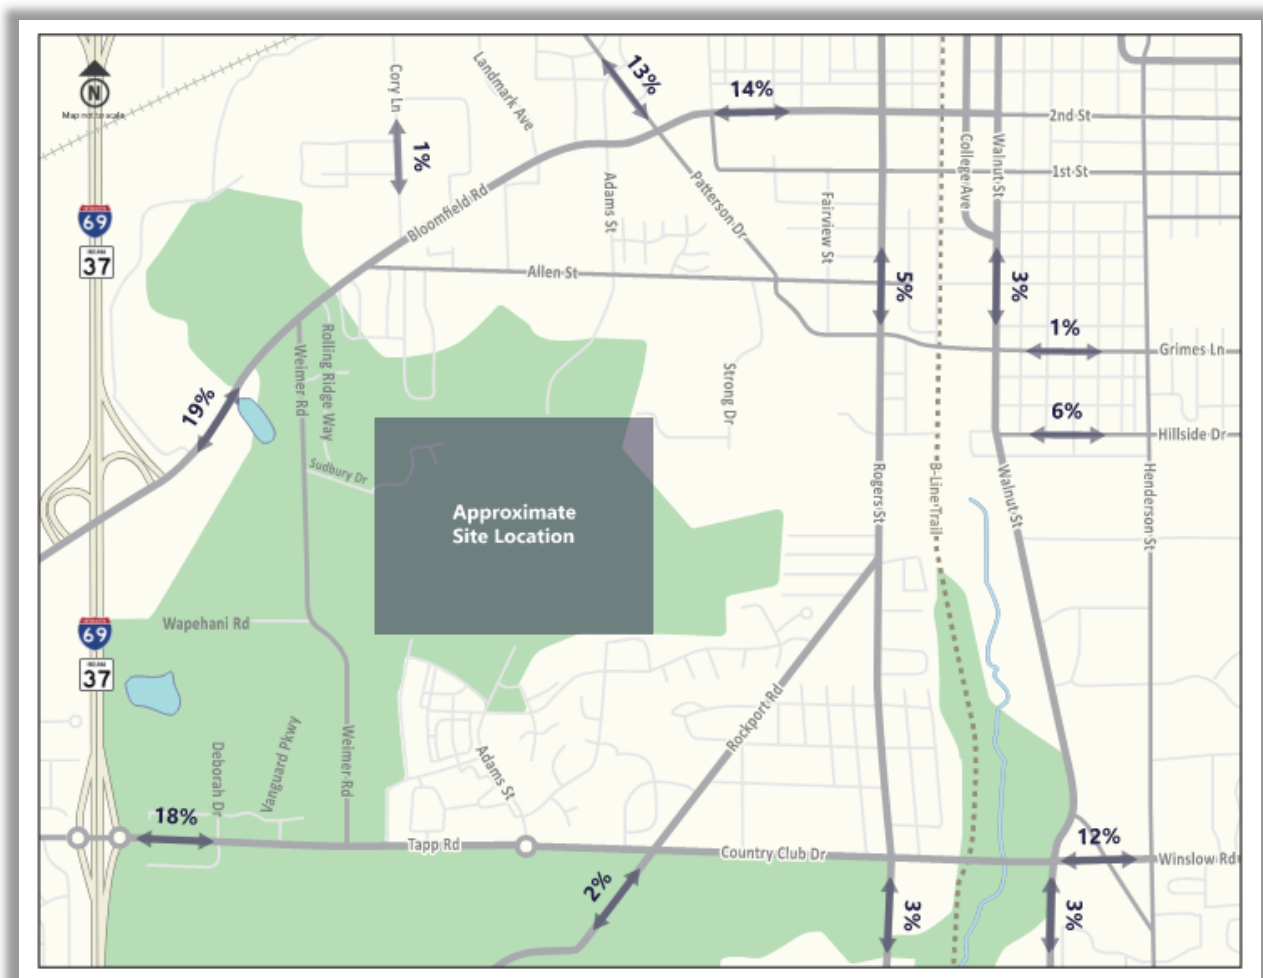 N
Map not to scale
Cory Ln
Landmark Ave
13%
14%
2nd St
1%
College Ave
Walnut St
1st St
Adams St
Patterson Dr
Fairview St
Bloomfield Rd
INTERSTATE
69
INDIANA
37
Allen St
5%
3%
1%
Grimes Ln
Weimer Rd
Rolling Ridge Way
Strong Dr
19%
6%
Hillside Dr
Sudbury Dr
Rogers St
B-Line Trail
Walnut St
Henderson St
Approximate
Site Location
Wapehani Rd
INTERSTATE
69
INDIANA
37
Rockport Rd
Deborah Dr
Vanguard Pkwy
Weimer Rd
Adams St
18%
Tapp Rd
Country Club Dr
12%
Winslow Rd
2%
3%
3%